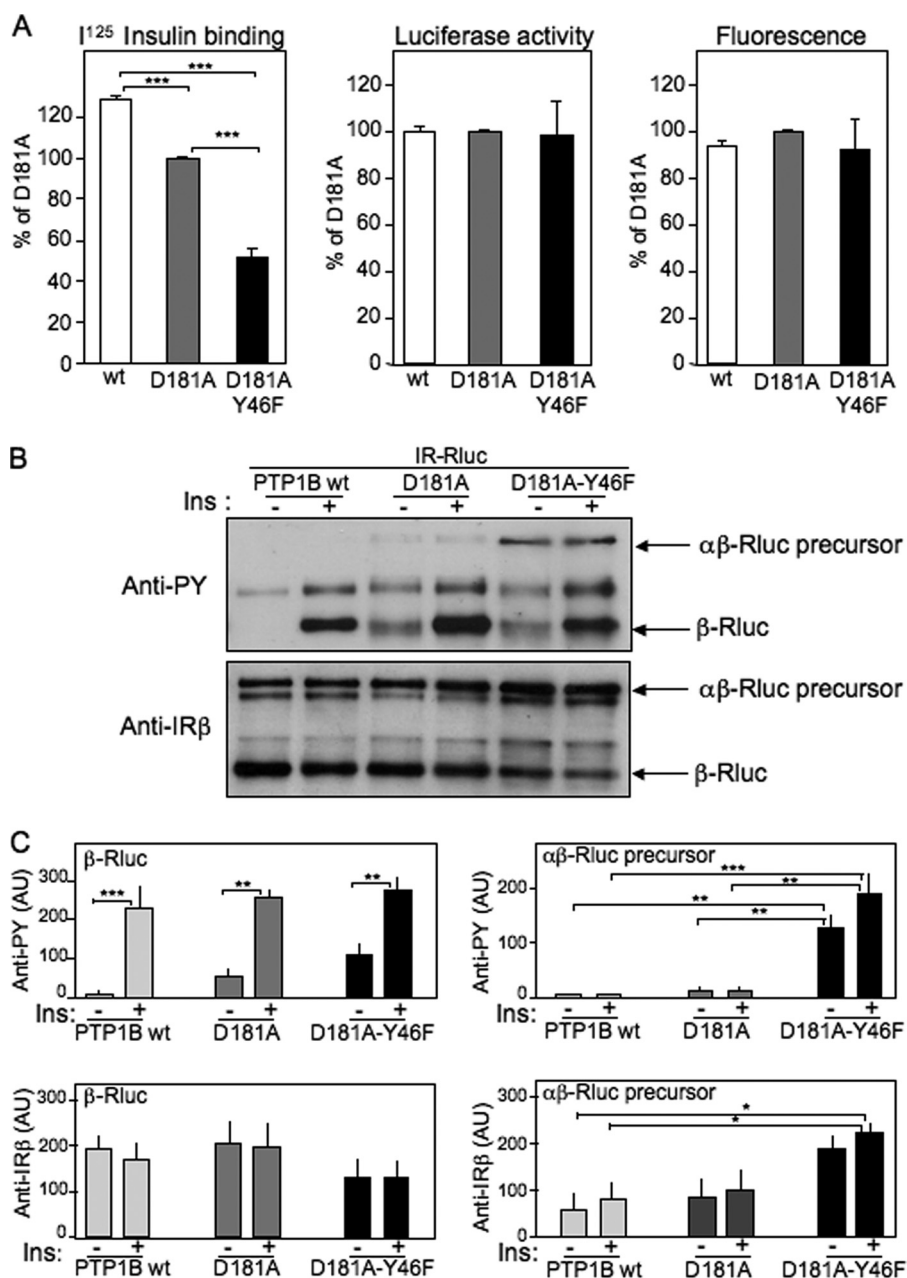 A
I¹²⁵ Insulin binding
Luciferase activity
Fluorescence
% of D181A
120
100
80
60
40
20
0
***
***
***
wt
D181A
D181A
Y46F
% of D181A
120
100
80
60
40
20
0
wt
D181A
D181A
Y46F
% of D181A
120
100
80
60
40
20
0
wt
D181A
D181A
Y46F
B
IR-Rluc
PTP1B wt
D181A
D181A-Y46F
Ins :
- + - + - +
Anti-PY
αβ-Rluc precursor
β-Rluc
Anti-IRβ
αβ-Rluc precursor
β-Rluc
C
β-Rluc
Anti-PY (AU)
300
200
100
0
***
**
**
Ins:
- + - + - +
PTP1B wt
D181A
D181A-Y46F
αβ-Rluc precursor
Anti-PY (AU)
200
100
0
***
**
**
**
Ins:
- + - + - +
PTP1B wt
D181A
D181A-Y46F
β-Rluc
Anti-IRβ (AU)
300
200
100
0
Ins:
- + - + - +
PTP1B wt
D181A
D181A-Y46F
αβ-Rluc precursor
Anti-IRβ (AU)
300
200
100
0
*
*
Ins:
- + - + - +
PTP1B wt
D181A
D181A-Y46F